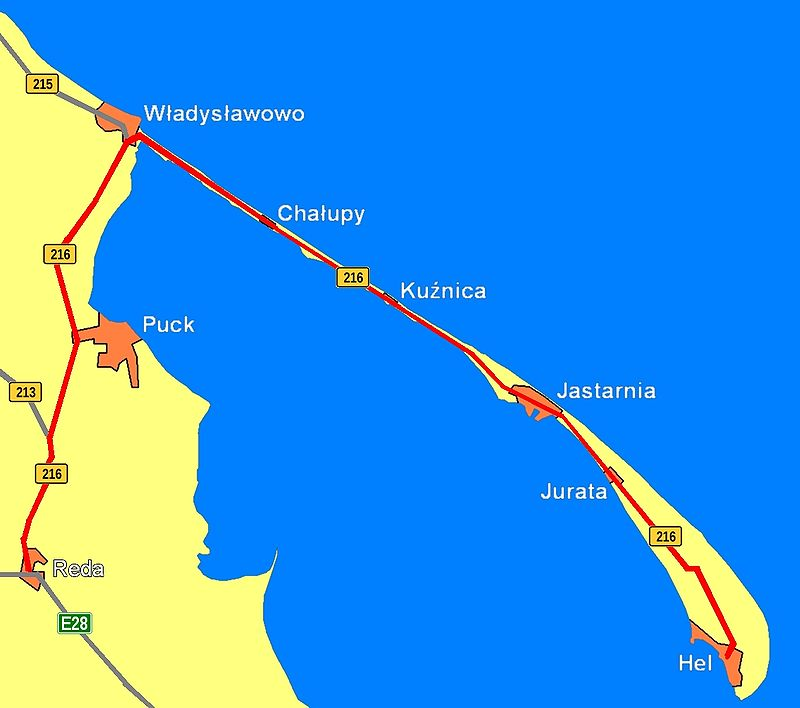 215
Władysławowo
Chałupy
216
216
Kuźnica
Puck
213
Jastarnia
216
Jurata
216
Reda
E28
Hel